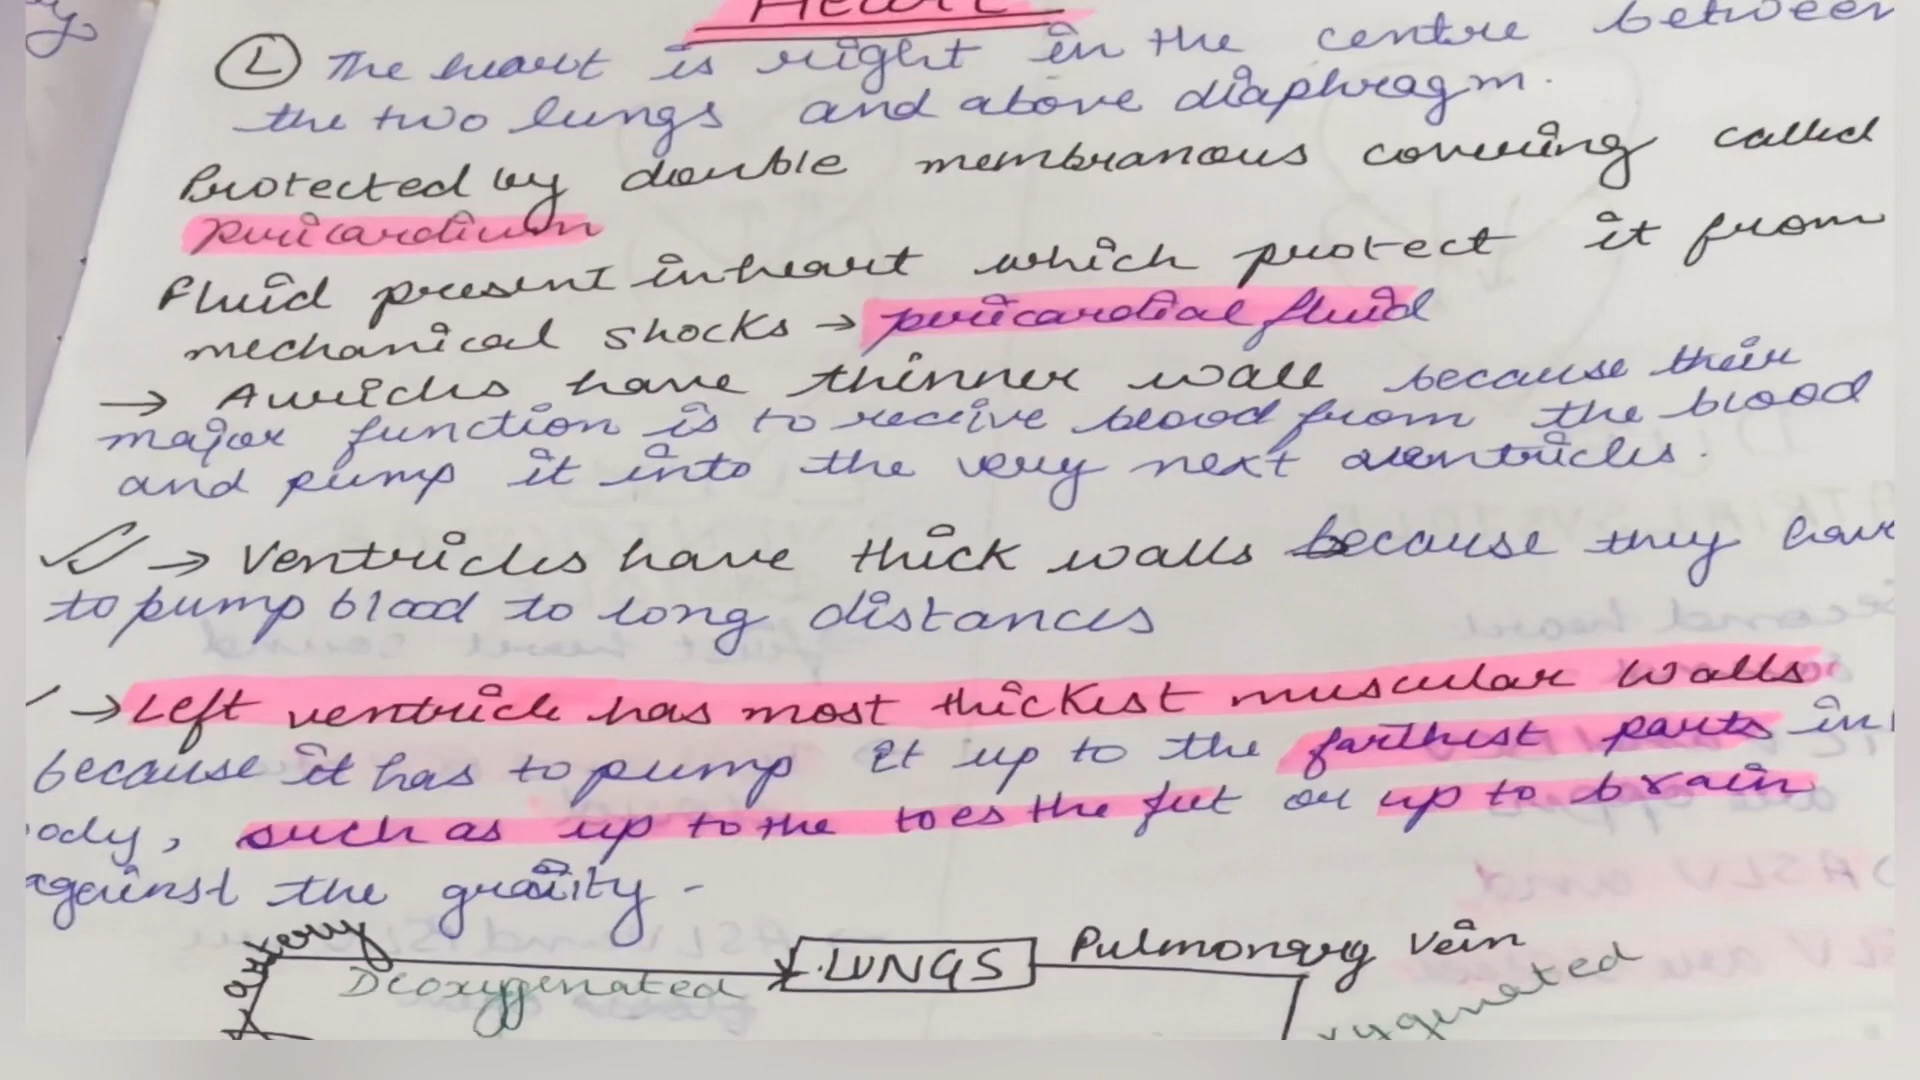 Heart
L The heart is right in the centre between
the two lungs and above diaphragm.
Protected by double membranous covering called
pericardium
Fluid present in heart which protect it from
mechanical shocks → pericardial fluid
→ Auricles have thinner wall because their
major function is to receive blood from the blood
and pump it into the very next ventricles.
→ Ventricles have thick walls because they have
to pump blood to long distances
→ Left ventricle has most thickest muscular walls
because it has to pump it up to the farthest parts in
ody, such as up to the toes the feet or up to brain
against the gravity -
artery
Deoxygenated
LUNGS
Pulmonary vein
xygenated